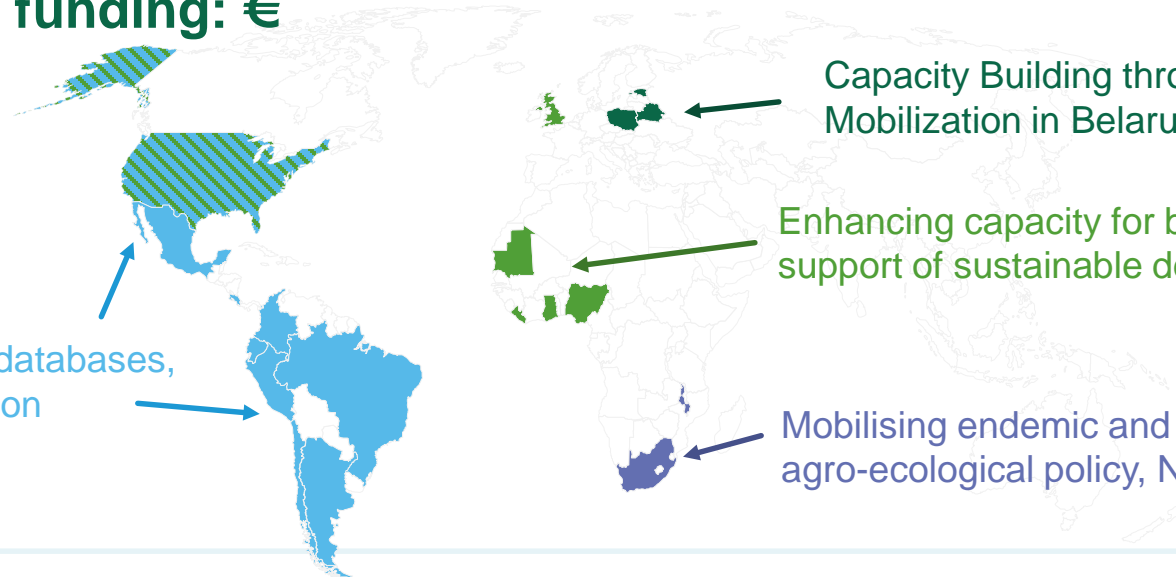 funding: €
Capacity Building thro
Mobilization in Belaru
Enhancing capacity for b
support of sustainable de
databases,
on
Mobilising endemic and
agro-ecological policy, N